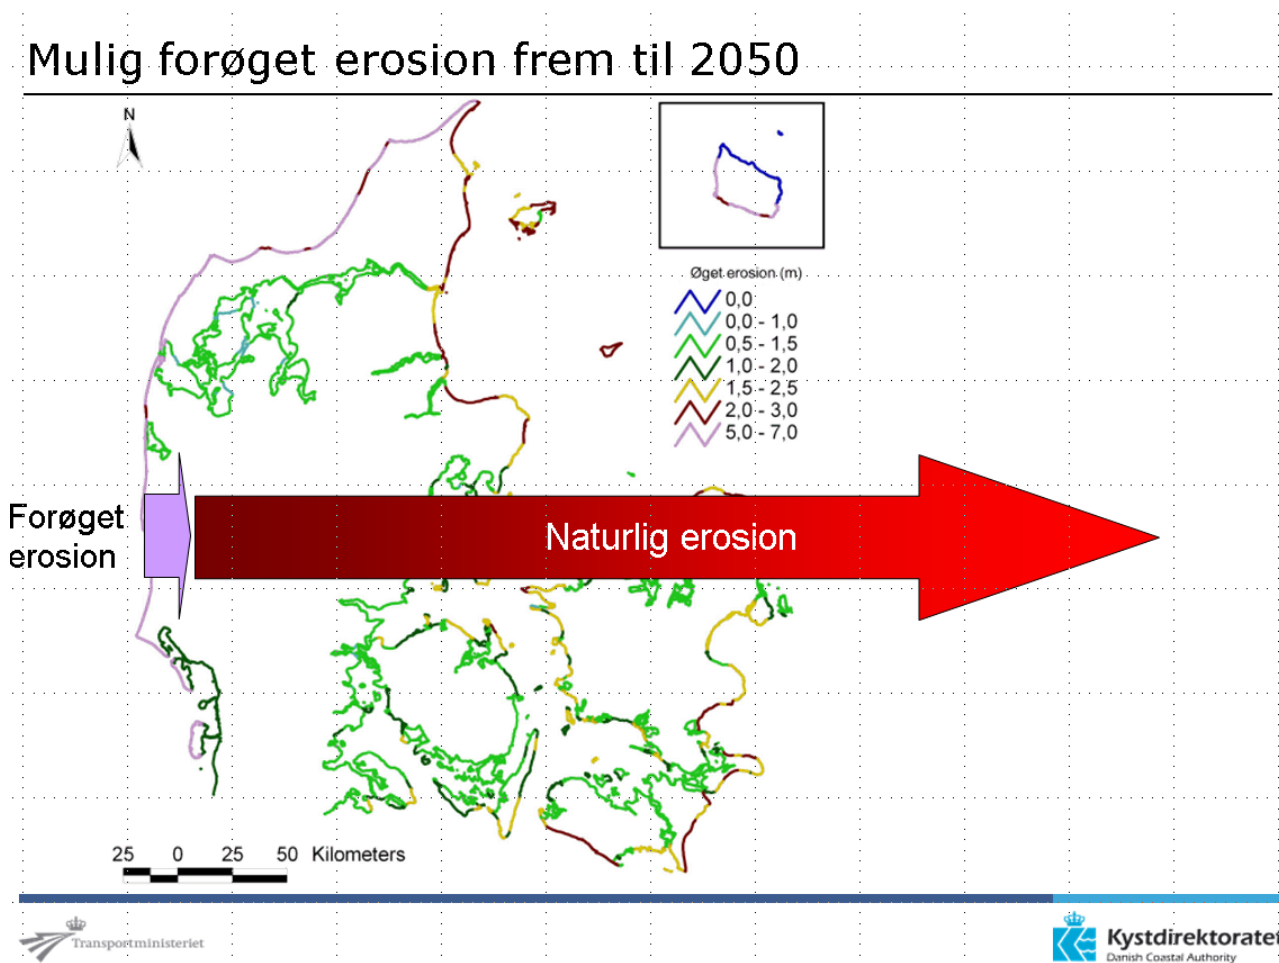 Mulig forøget erosion frem til 2050
N
Øget erosion (m)
0,0
0,0 - 1,0
0,5 - 1,5
1,0 - 2,0
1,5 - 2,5
2,0 - 3,0
5,0 - 7,0
Forøget
erosion
Naturlig erosion
25 0 25 50 Kilometers
Transportministeriet
Kystdirektoratet
Danish Coastal Authority